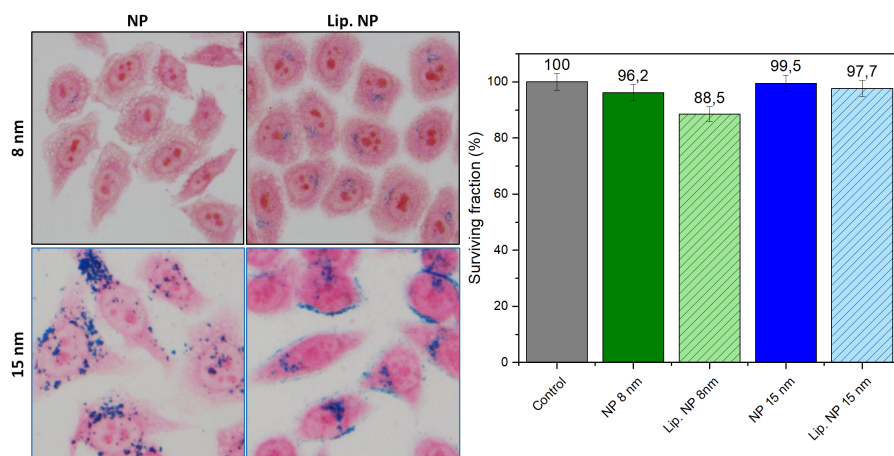 NP
Lip. NP
8 nm
15 nm
Surviving fraction (%)
100
80
60
40
20
0
100
96,2
88,5
99,5
97,7
Control
NP 8 nm
Lip. NP 8nm
NP 15 nm
Lip. NP 15 nm